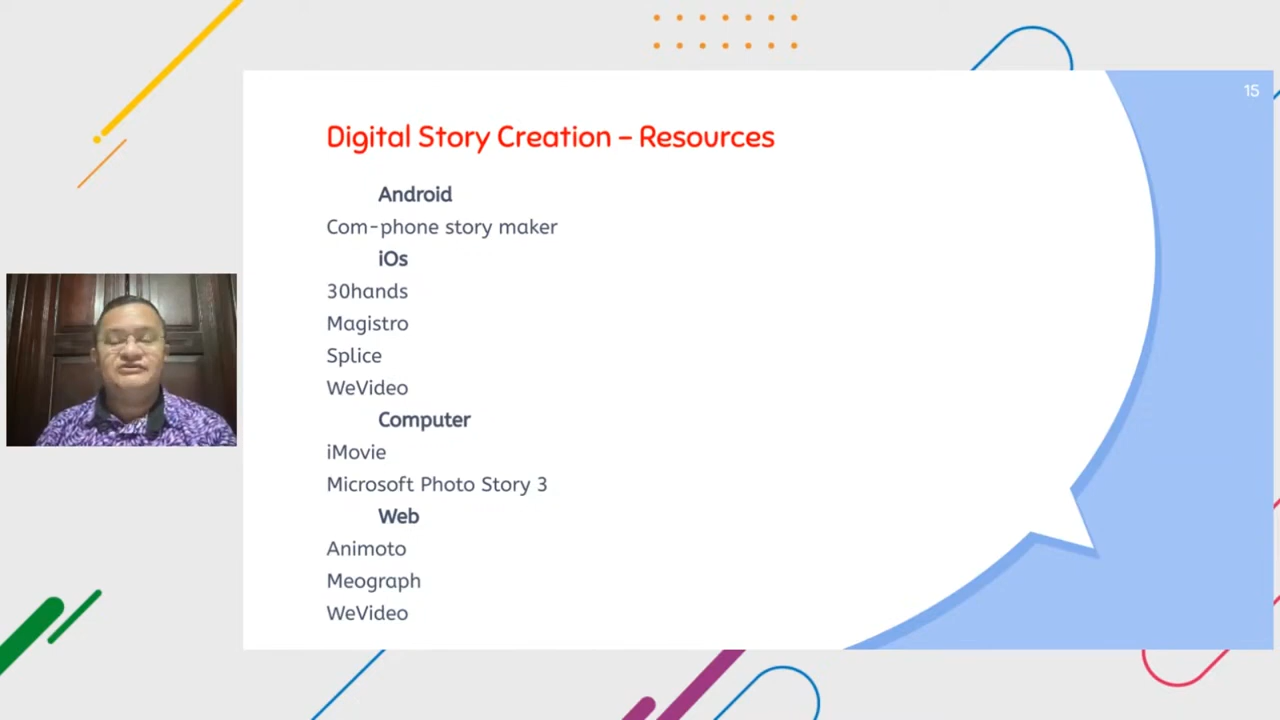 15
Digital Story Creation – Resources
Android
Com-phone story maker
iOs
30hands
Magistro
Splice
WeVideo
Computer
iMovie
Microsoft Photo Story 3
Web
Animoto
Meograph
WeVideo